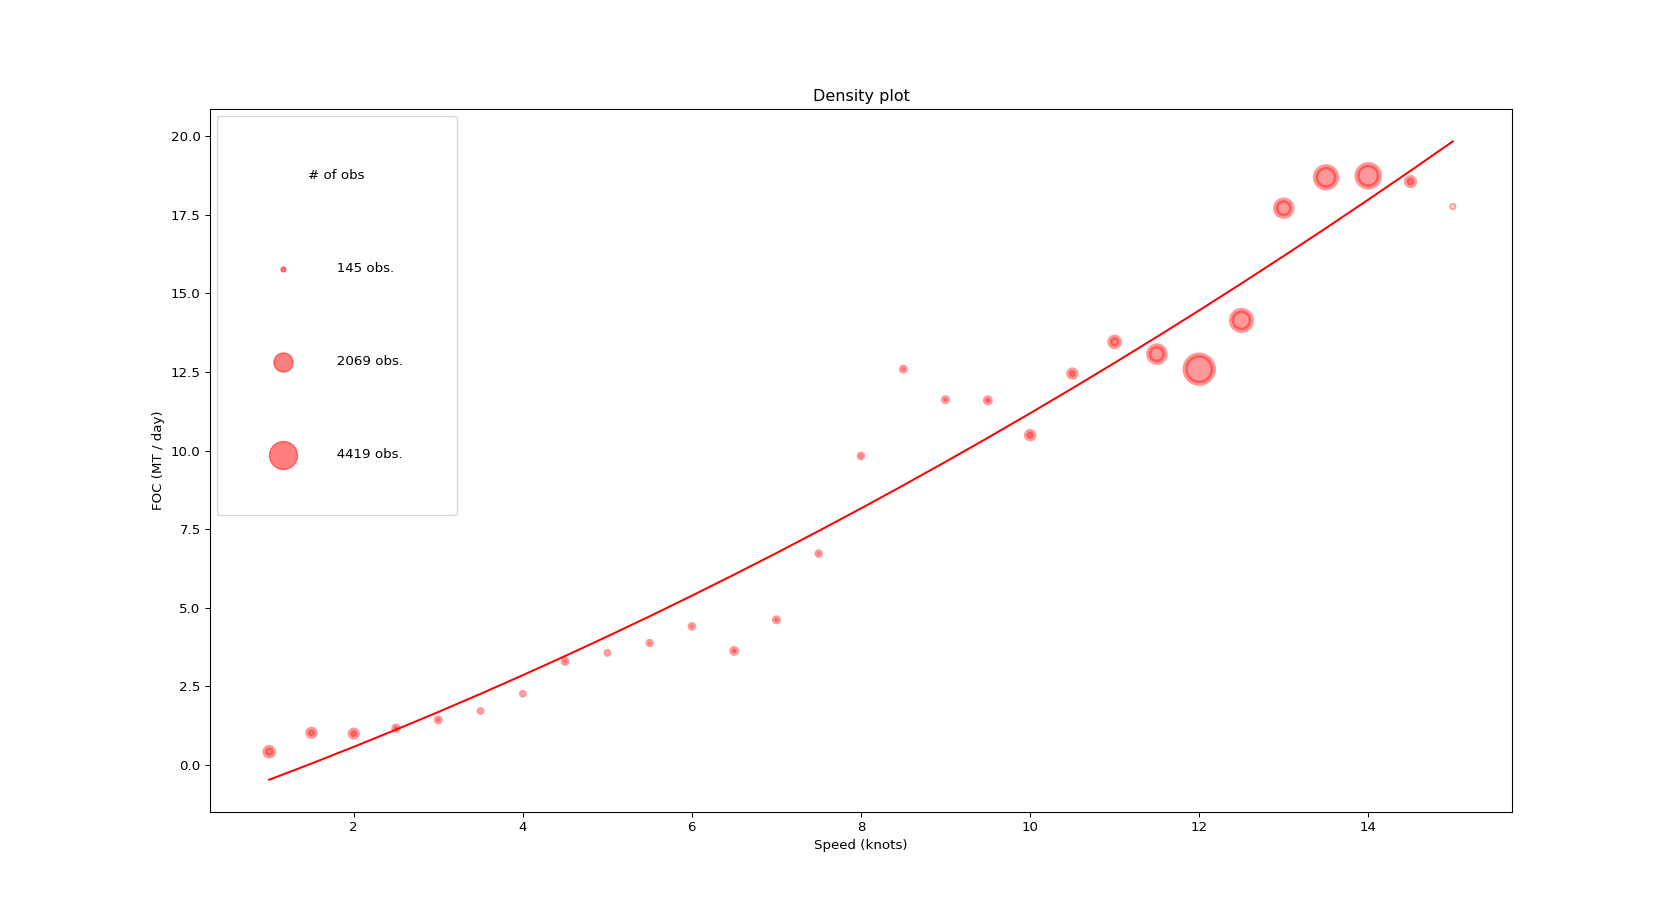 Density plot
# of obs
145 obs.
2069 obs.
4419 obs.
20.0
17.5
15.0
12.5
10.0
7.5
5.0
2.5
0.0
FOC (MT / day)
2 4 6 8 10 12 14
Speed (knots)